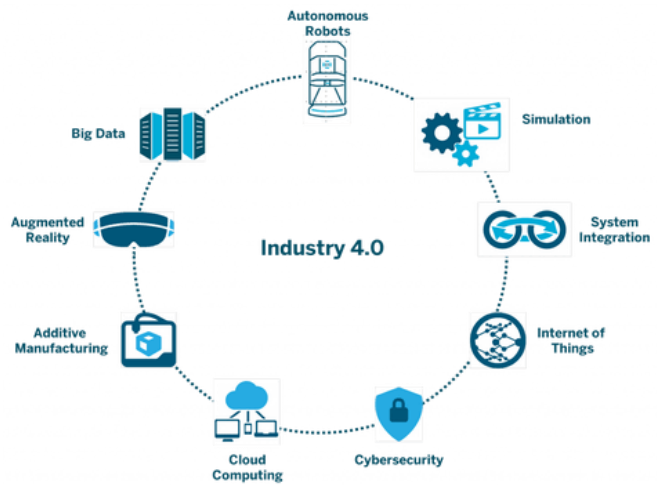 Autonomous
Robots
Simulation
System
Integration
Internet of
Things
Cybersecurity
Cloud
Computing
Additive
Manufacturing
Augmented
Reality
Big Data
Industry 4.0